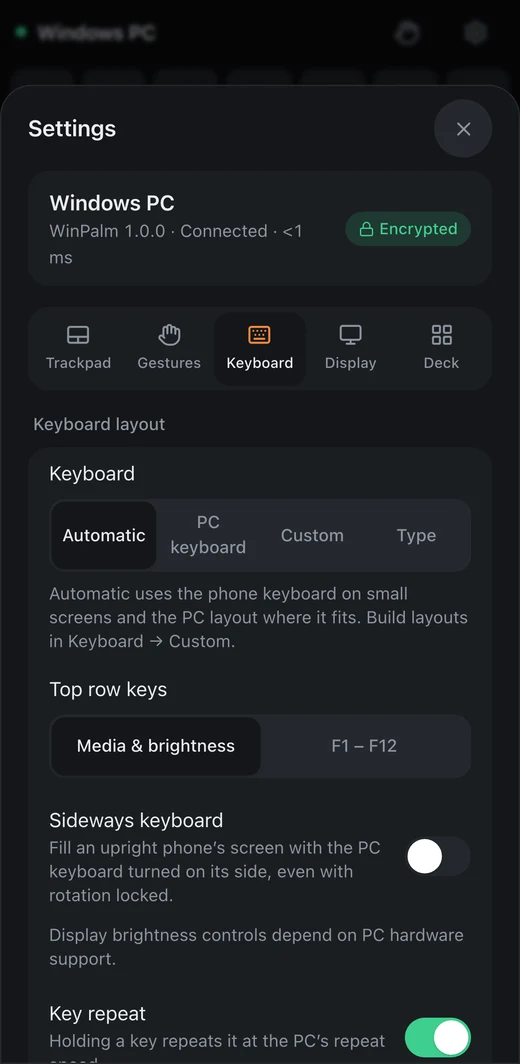 Windows PC
Settings
Windows PC
WinPalm 1.0.0 · Connected · <1
ms
Encrypted
Trackpad
Gestures
Keyboard
Display
Deck
Keyboard layout
Keyboard
Automatic
PC
keyboard
Custom
Type
Automatic uses the phone keyboard on small
screens and the PC layout where it fits. Build layouts
in Keyboard → Custom.
Top row keys
Media & brightness
F1 – F12
Sideways keyboard
Fill an upright phone’s screen with the PC
keyboard turned on its side, even with
rotation locked.
Display brightness controls depend on PC hardware
support.
Key repeat
Holding a key repeats it at the PC’s repeat
speed.